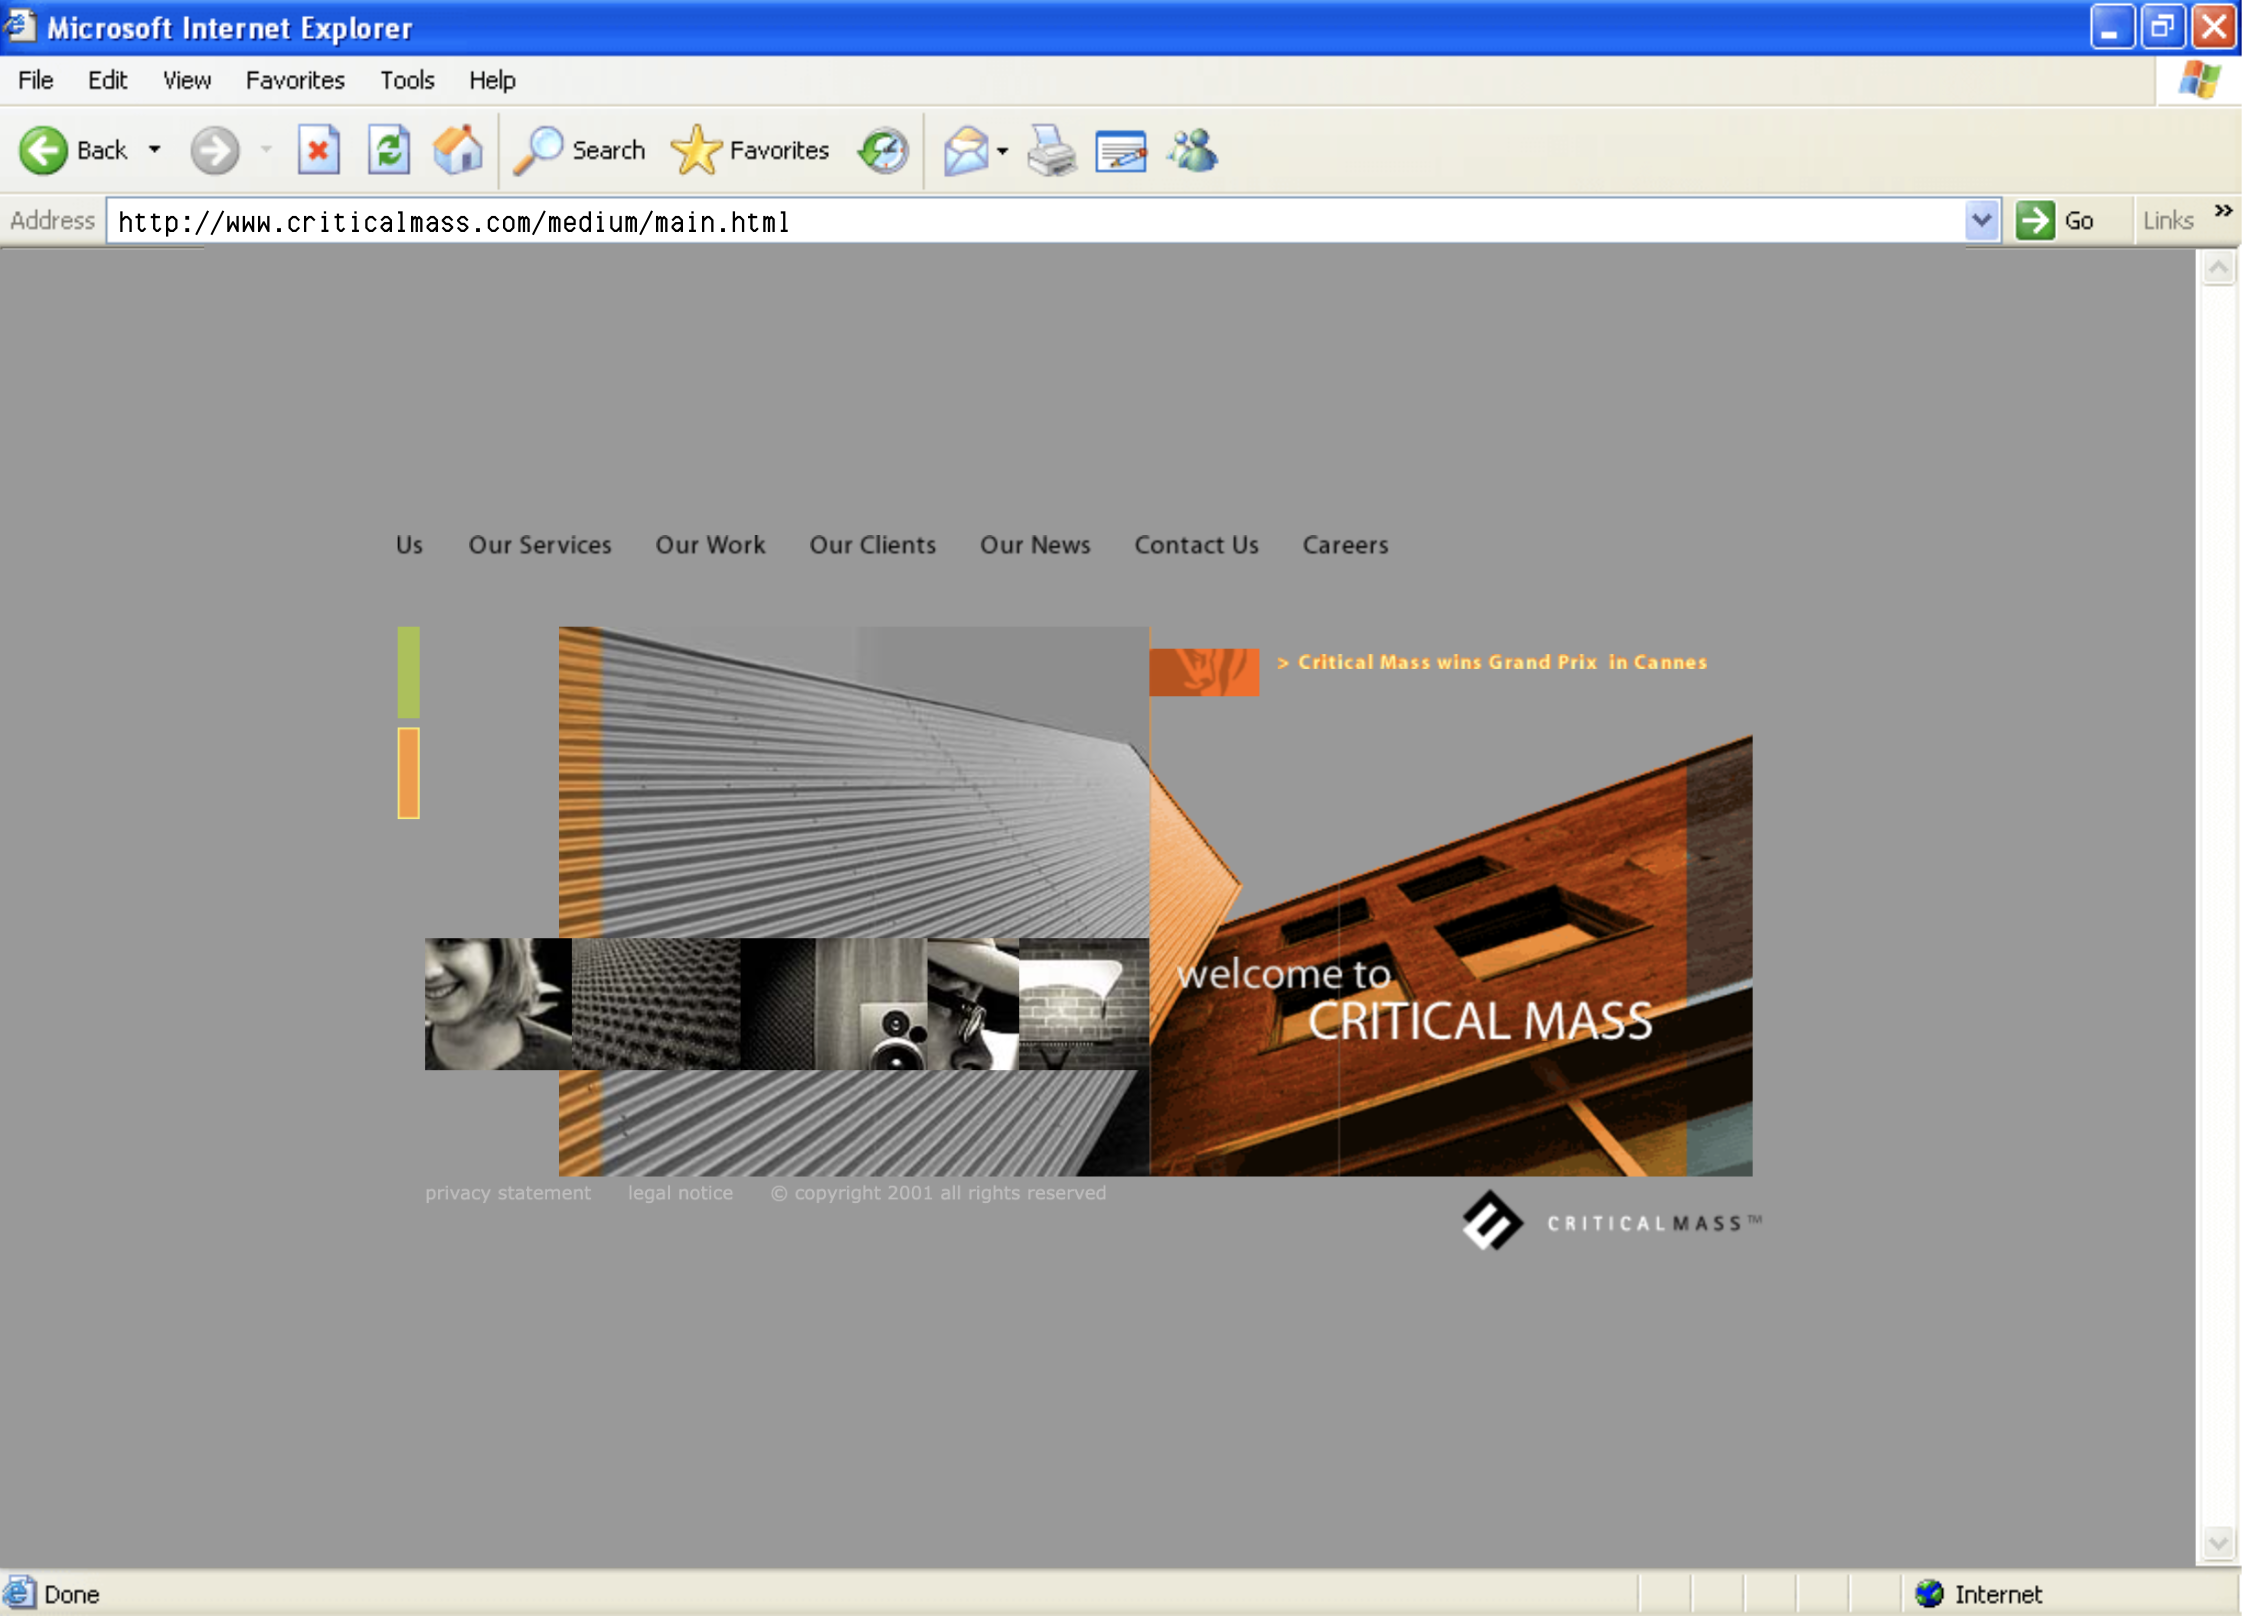 Microsoft Internet Explorer
File Edit View Favorites Tools Help
Back Search Favorites
Address http://www.criticalmass.com/medium/main.html Go Links »
Us Our Services Our Work Our Clients Our News Contact Us Careers
> Critical Mass wins Grand Prix in Cannes
welcome to
CRITICAL MASS
privacy statement legal notice © copyright 2001 all rights reserved
CRITICALMASS™
Done Internet